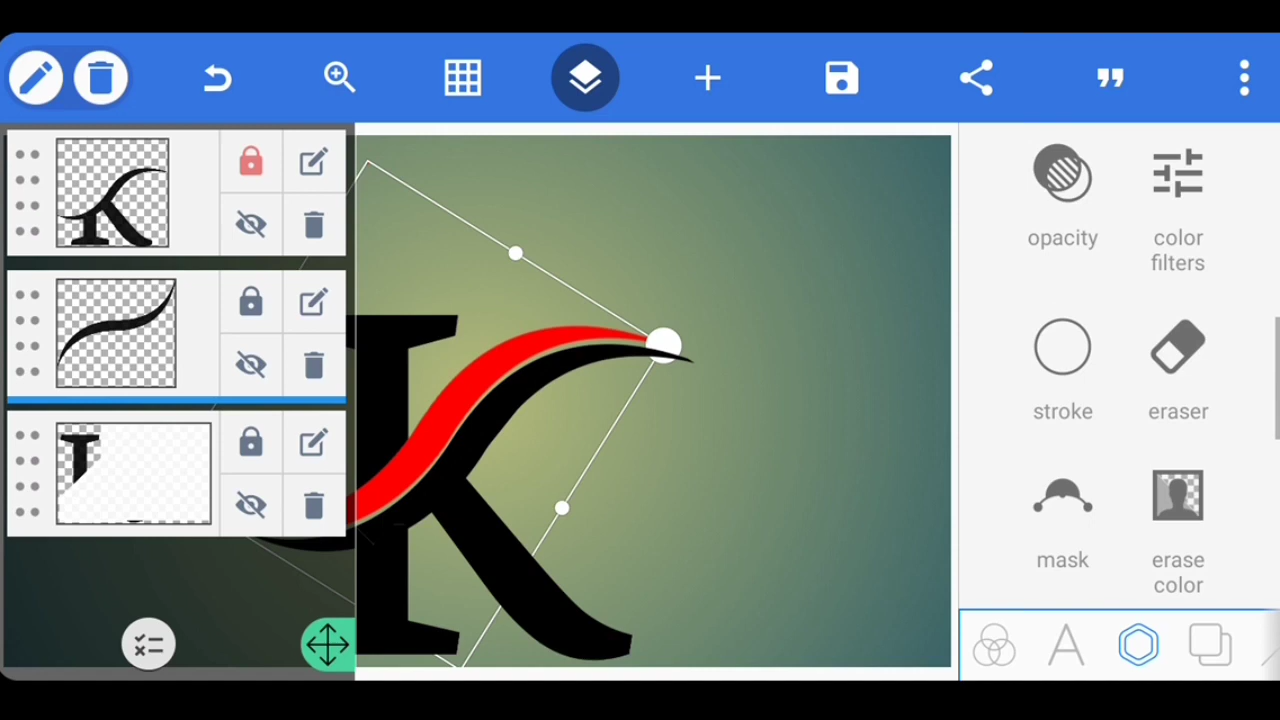 opacity
color
filters
stroke
eraser
mask
erase
color
K